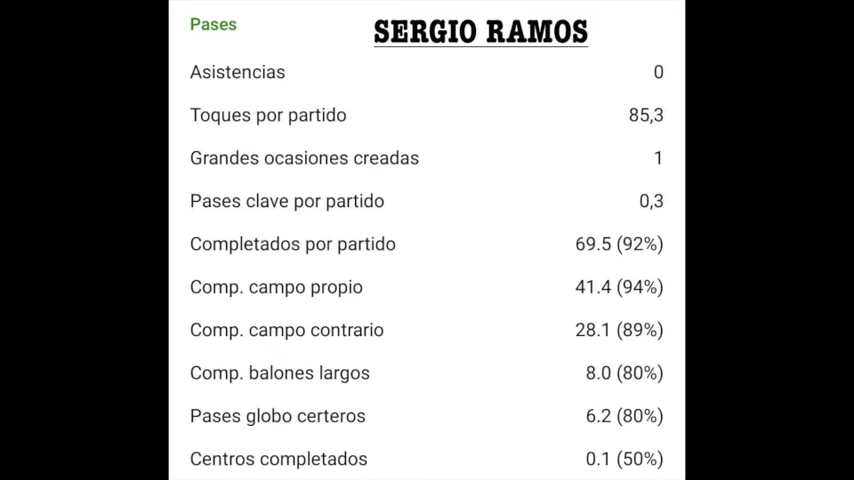 Pases
SERGIO RAMOS
Asistencias 0
Toques por partido 85,3
Grandes ocasiones creadas 1
Pases clave por partido 0,3
Completados por partido 69.5 (92%)
Comp. campo propio 41.4 (94%)
Comp. campo contrario 28.1 (89%)
Comp. balones largos 8.0 (80%)
Pases globo certeros 6.2 (80%)
Centros completados 0.1 (50%)